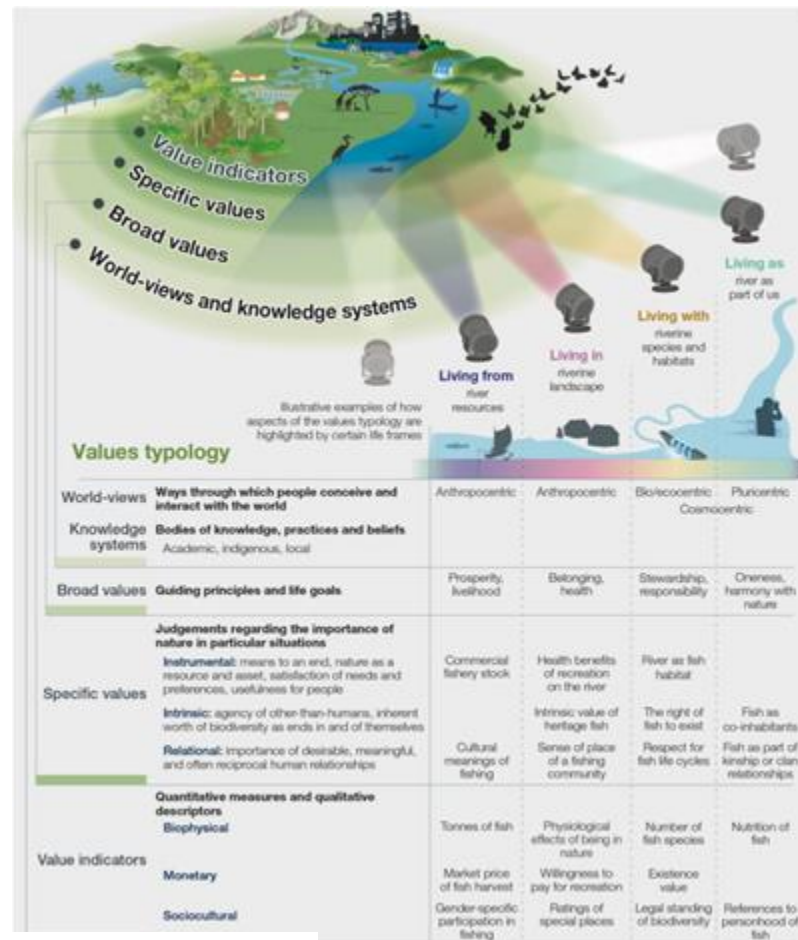 Value indicators
Specific values
Broad values
World-views and knowledge systems
Living as
river as
part of us
Living with
riverine
species and
habitats
Living in
riverine
landscape
Living from
river
resources
Illustrative examples of how
aspects of the values typology are
highlighted by certain life frames
Values typology
World-views
Ways through which people conceive and
interact with the world
Anthropocentric
Anthropocentric
Bio/ecocentric
Pluricentric
Cosmocentric
Knowledge
systems
Bodies of knowledge, practices and beliefs
Academic, indigenous, local
Broad values
Guiding principles and life goals
Prosperity,
livelihood
Belonging,
health
Stewardship,
responsibility
Oneness,
harmony with
nature
Specific values
Judgements regarding the importance of
nature in particular situations
Instrumental: means to an end, nature as a
resource and asset, satisfaction of needs and
preferences, usefulness for people
Commercial
fishery stock
Health benefits
of recreation
on the river
River as fish
habitat
Intrinsic: agency of other-than-humans, inherent
worth of biodiversity as ends in and of themselves
Intrinsic value of
heritage fish
The right of
fish to exist
Fish as
co-inhabitants
Relational: importance of desirable, meaningful,
and often reciprocal human relationships
Cultural
meanings of
fishing
Sense of place
of a fishing
community
Respect for
fish life cycles
Fish as part of
kinship or clan
relationships
Value indicators
Quantitative measures and qualitative
descriptors
Biophysical
Tonnes of fish
Physiological
effects of being in
nature
Number of
fish species
Nutrition of
fish
Monetary
Market price
of fish harvest
Willingness to
pay for recreation
Existence
value
Sociocultural
Gender-specific
participation in
fishing
Ratings of
special places
Legal standing
of biodiversity
References to
personhood of
fish